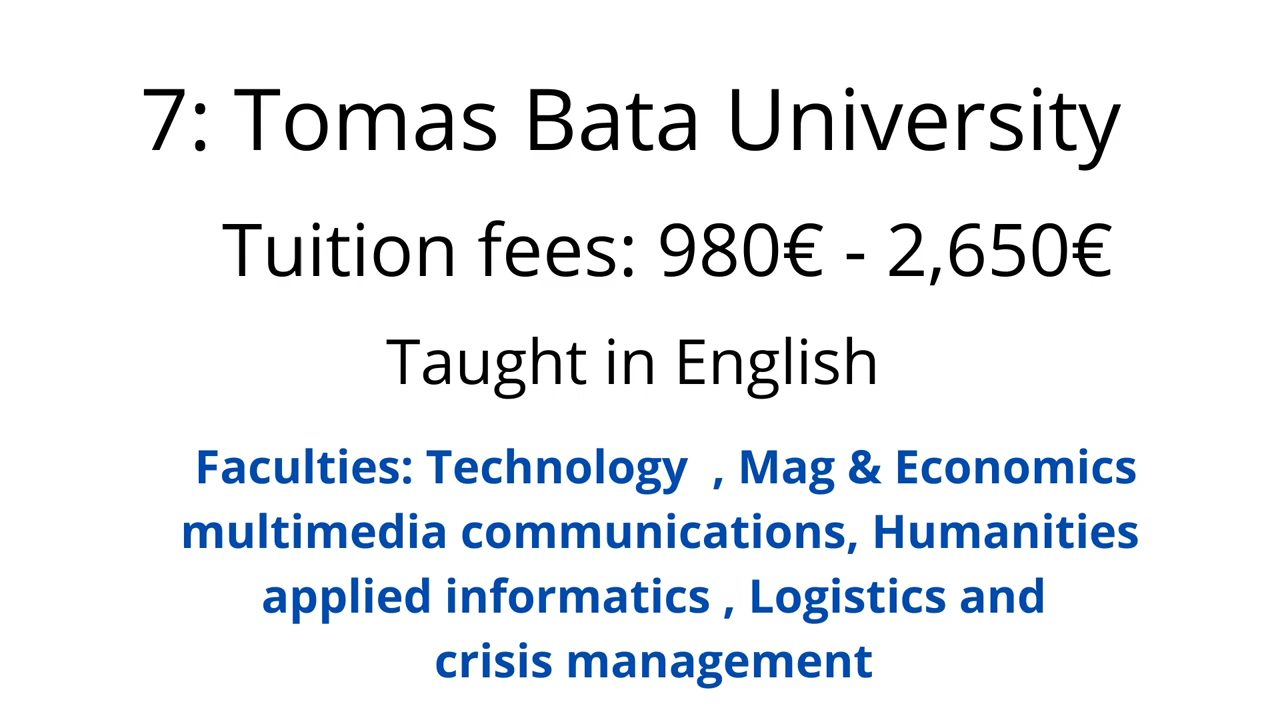 7: Tomas Bata University
Tuition fees: 980€ - 2,650€
Taught in English
Faculties: Technology , Mag & Economics
multimedia communications, Humanities
applied informatics , Logistics and
crisis management